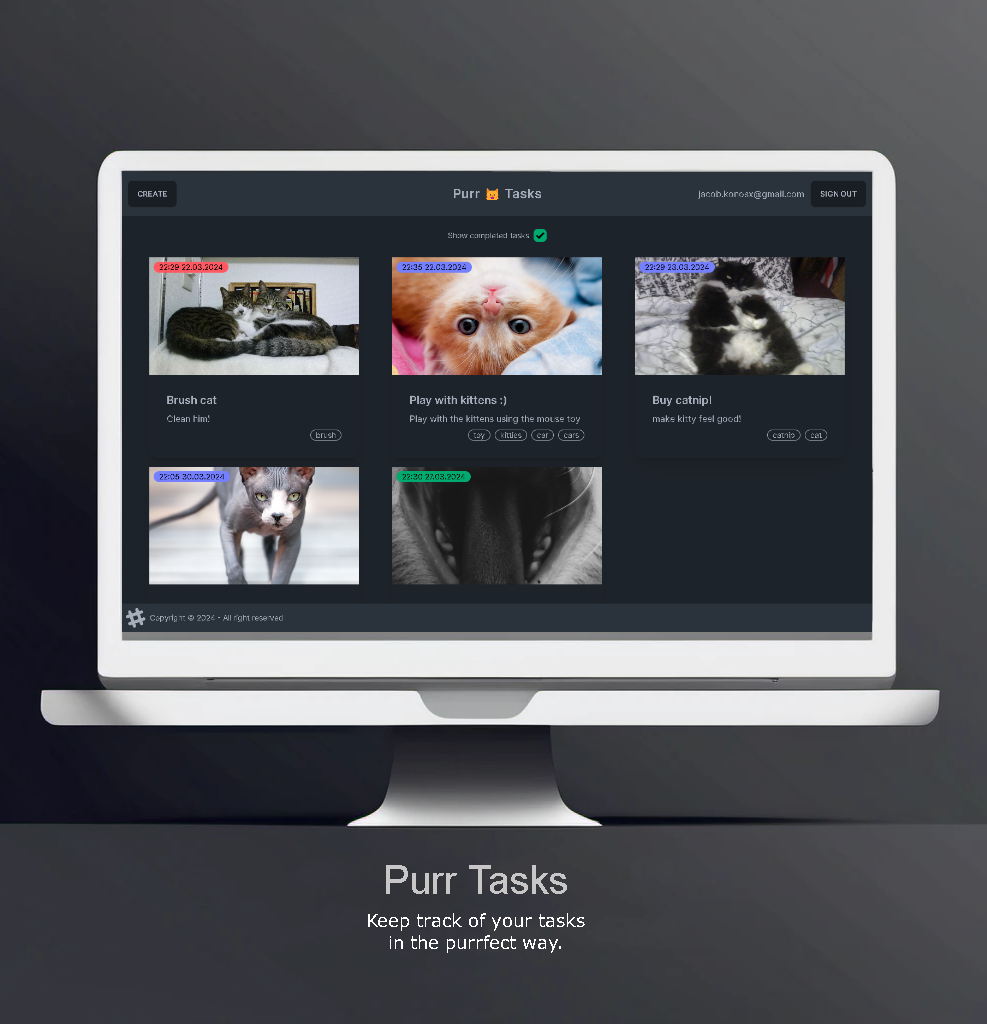 CREATE
Purr Tasks
jacob.konoax@gmail.com
SIGN OUT
Show completed tasks
22:29 22.03.2024
22:35 22.03.2024
22:29 23.03.2024
Brush cat
Clean him!
brush
Play with kittens :)
Play with the kittens using the mouse toy
toy kitties car cars
Buy catnip!
make kitty feel good!
catnip cat
22:05 30.03.2024
22:30 27.03.2024
Copyright © 2024 - All right reserved
Purr Tasks
Keep track of your tasks
in the purrfect way.